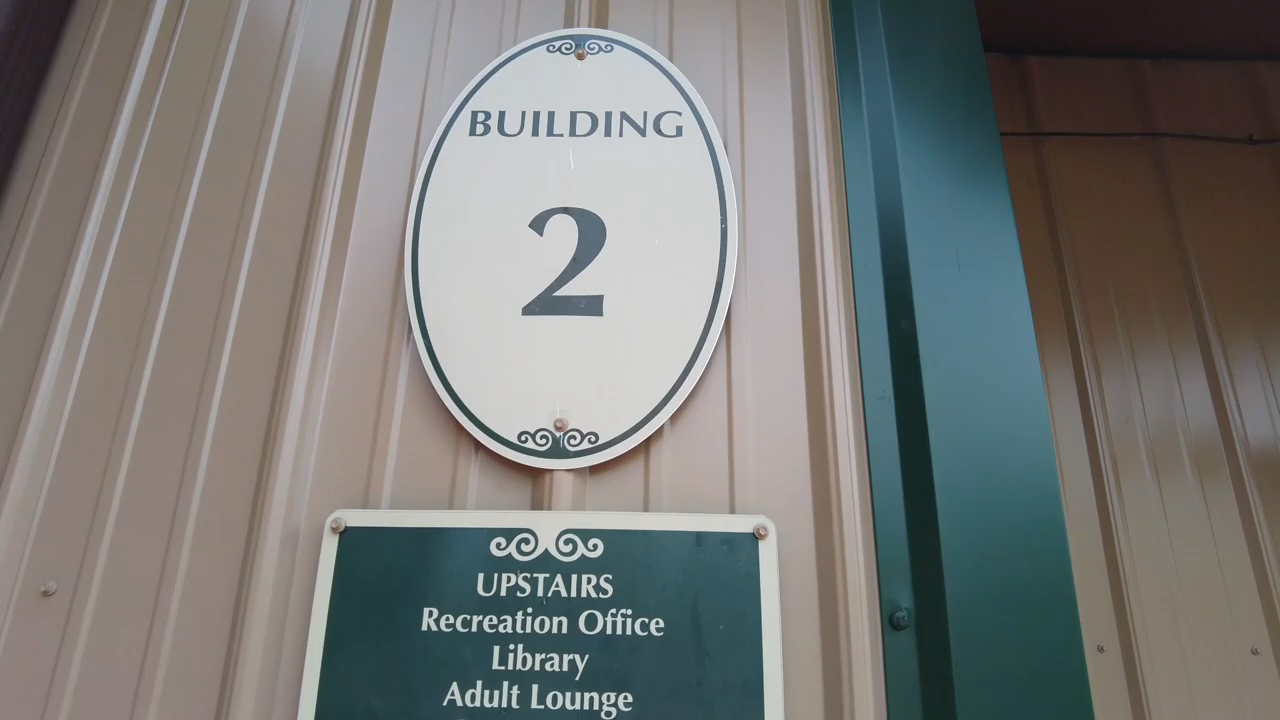 BUILDING
2
UPSTAIRS
Recreation Office
Library
Adult Lounge